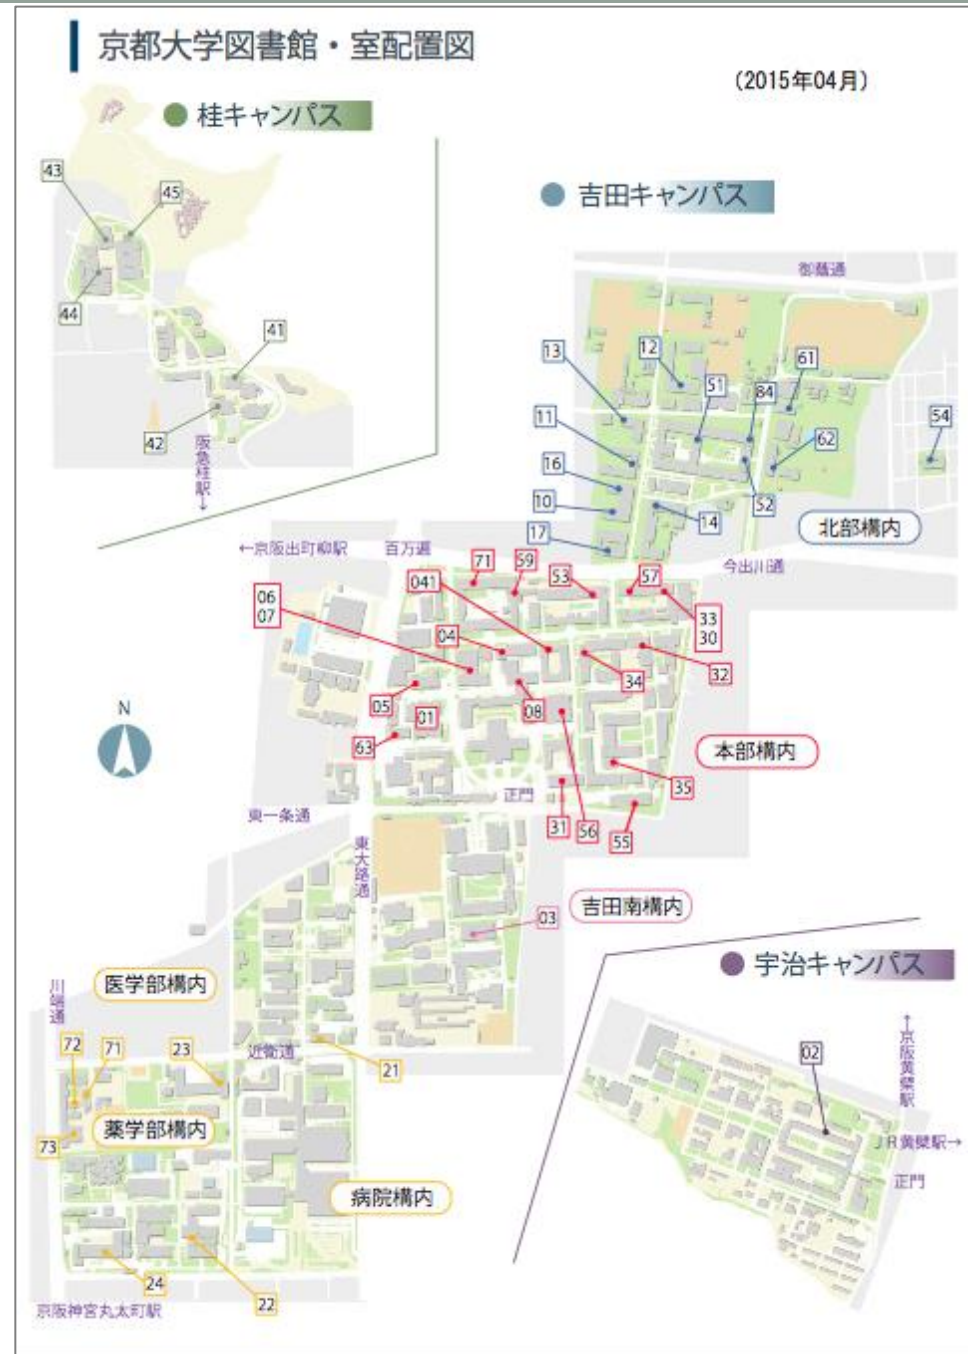 京都大学図書館・室配置図
(2015年04月)
桂キャンパス
43
45
44
41
42
阪急桂駅→
吉田キャンパス
御蔭通
13
12
51
84
61
11
54
16
62
10
52
14
17
北部構内
←京阪出町柳駅
百万遍
今出川通
71
59
53
57
041
06
07
33
30
04
32
34
05
01
08
63
N
本部構内
35
正門
東一条通
31
56
55
東大路通
吉田南構内
03
医学部構内
川端通
近衛通
72
71
23
21
薬学部構内
73
病院構内
24
22
京阪神宮丸太町駅
宇治キャンパス
02
←京阪黄檗駅
JR黄檗駅→
正門